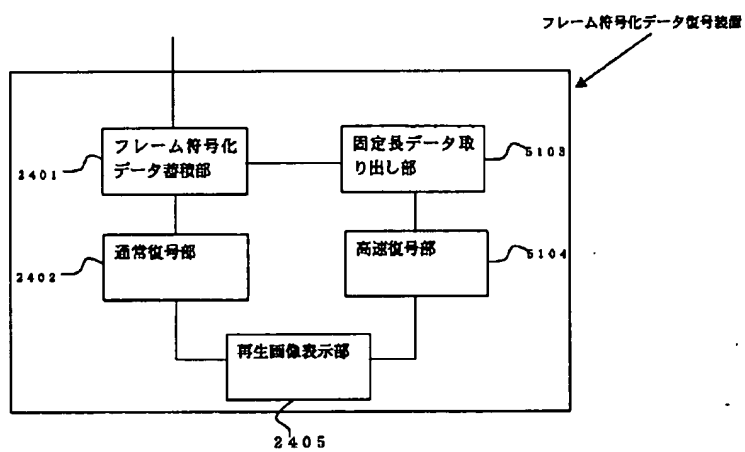 フレーム符号化データ復号装置
フレーム符号化
データ蓄積部
固定長データ取
り出し部
2401
5103
通常復号部
高速復号部
2402
5104
再生画像表示部
2405